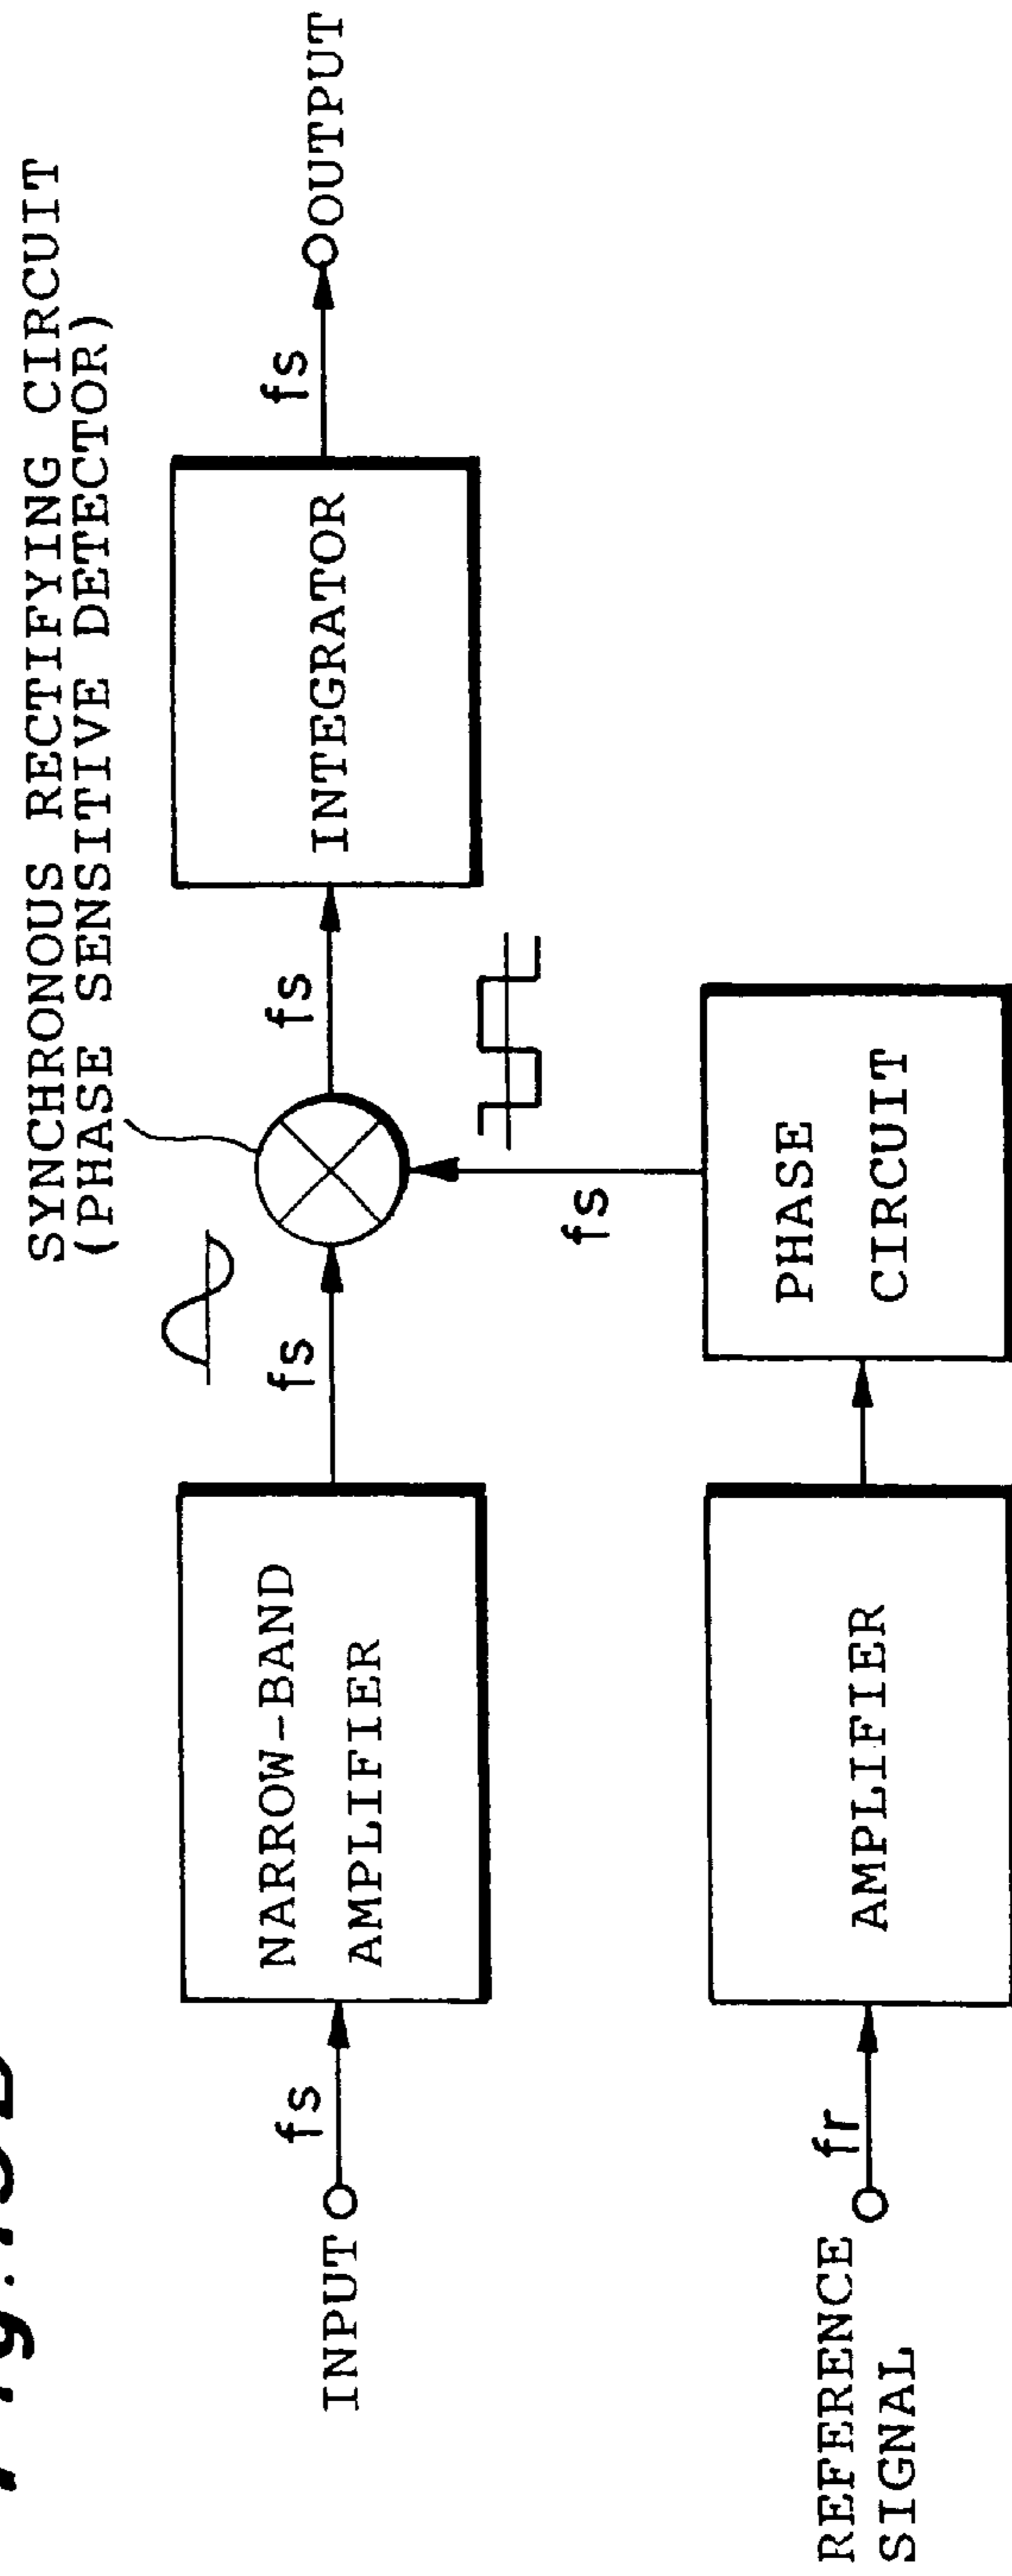 SYNCHRONOUS RECTIFYING CIRCUIT
(PHASE SENSITIVE DETECTOR)
INPUT
fs
NARROW-BAND
AMPLIFIER
fs
fs
INTEGRATOR
fs
OUTPUT
fs
REFERENCE
SIGNAL
fr
AMPLIFIER
PHASE
CIRCUIT